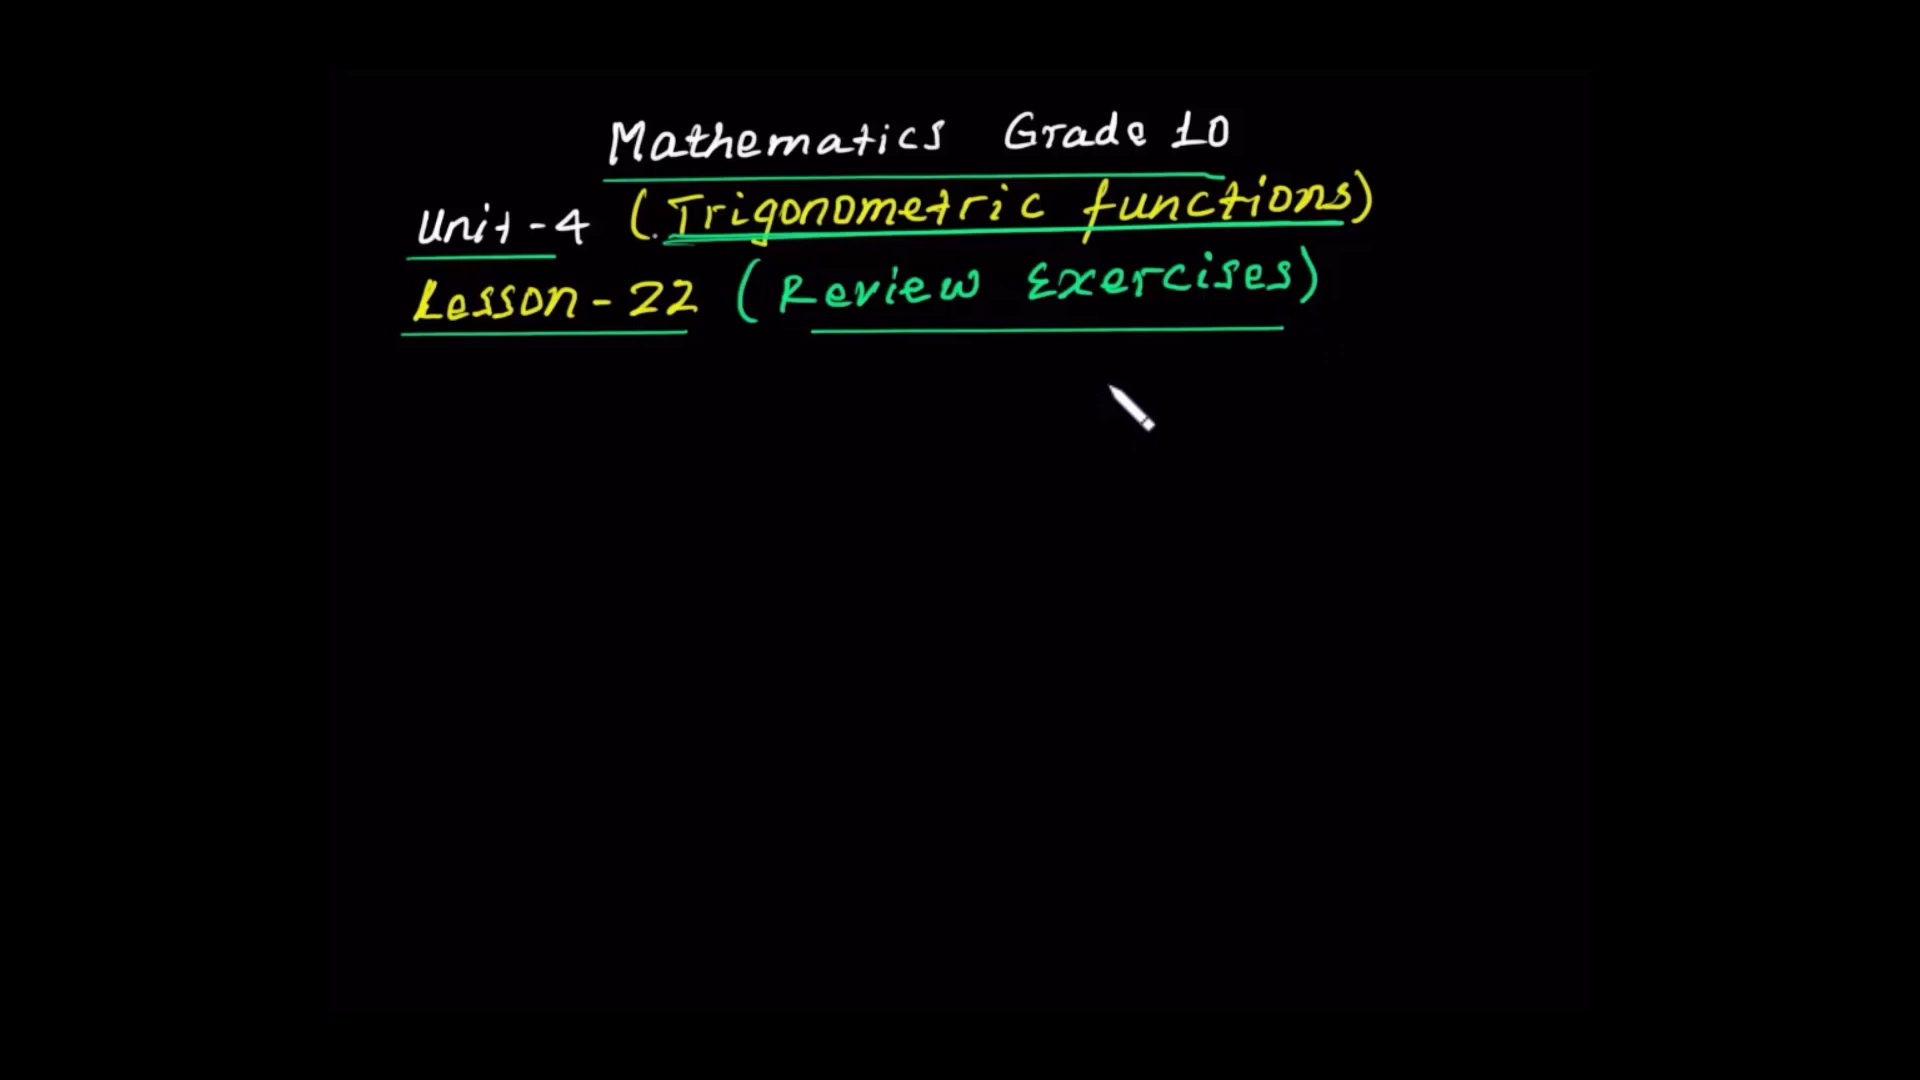 Mathematics Grade 10
Unit-4 (Trigonometric functions)
Lesson-22 (Review Exercises)